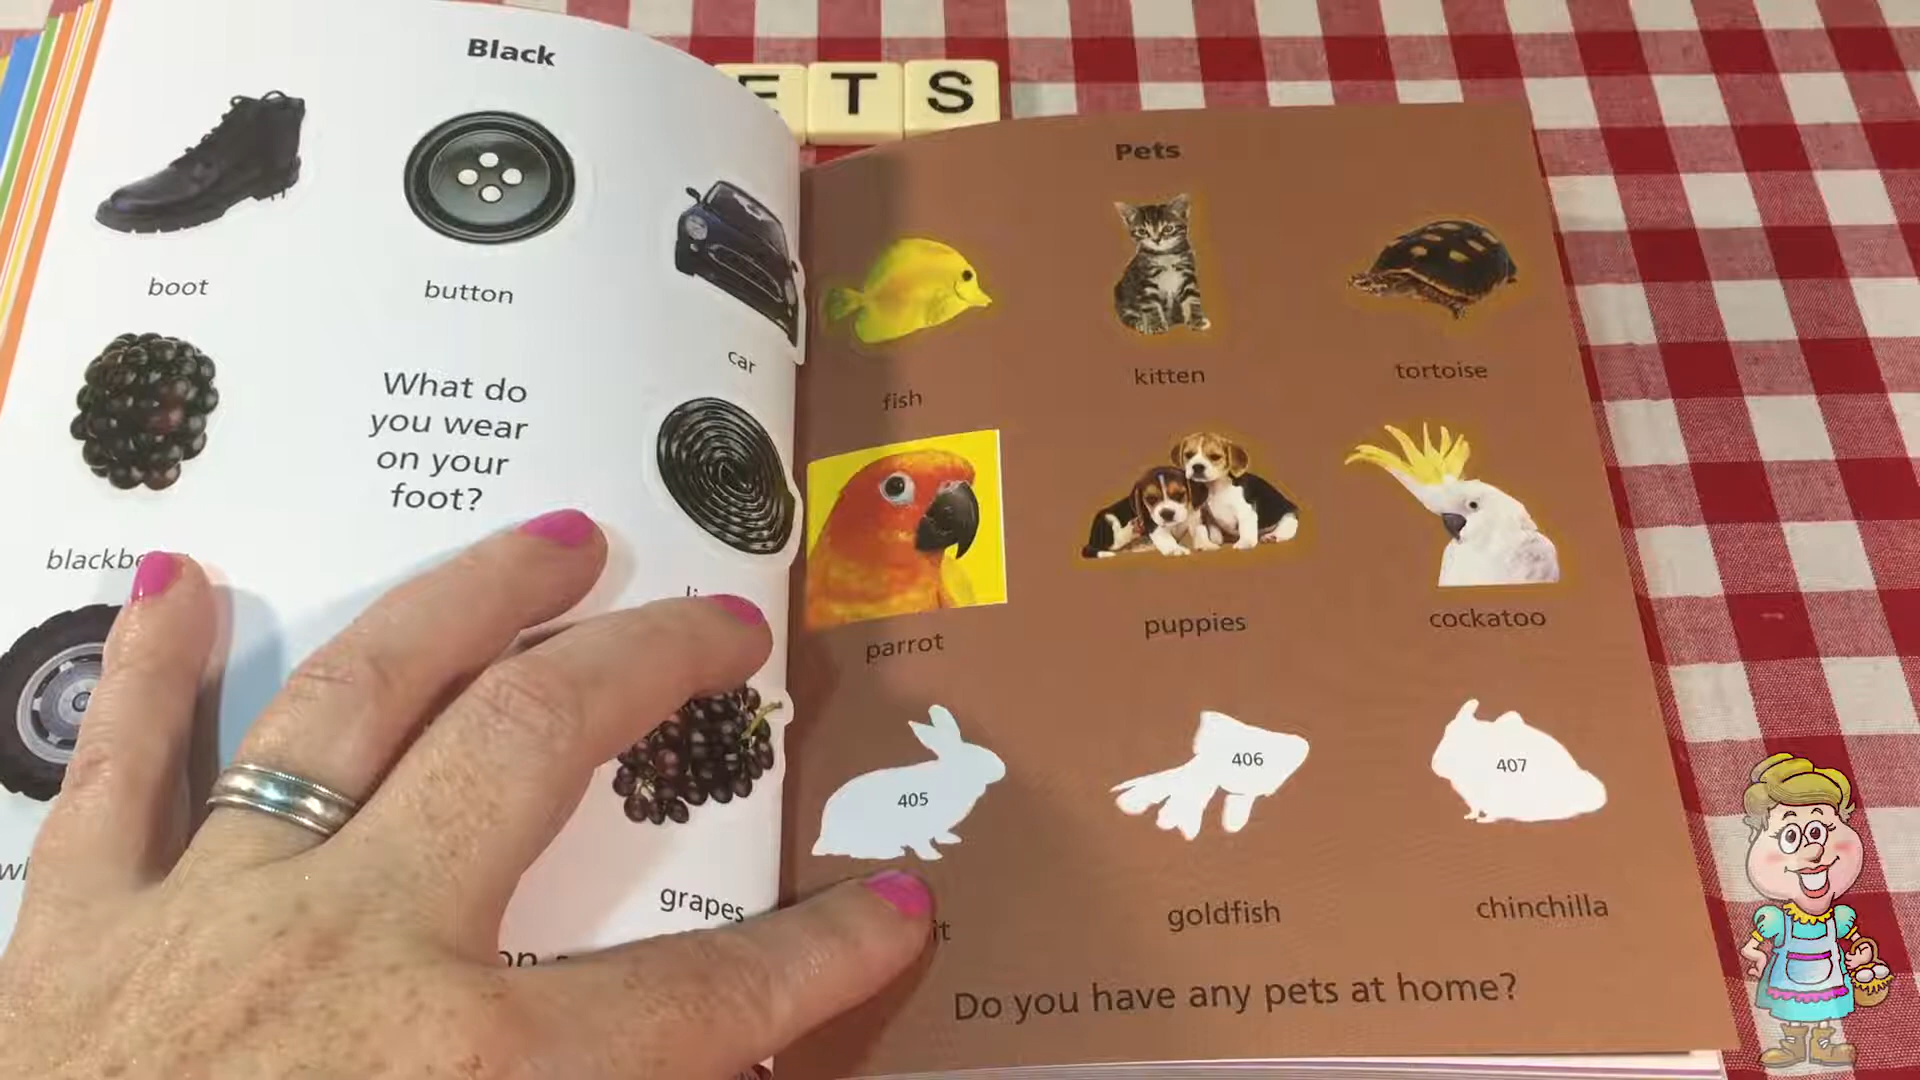 Black
boot
button
car
What do
you wear
on your
foot?
grapes
TS
Pets
fish
kitten
tortoise
parrot
puppies
cockatoo
405
406
407
goldfish
chinchilla
Do you have any pets at home?